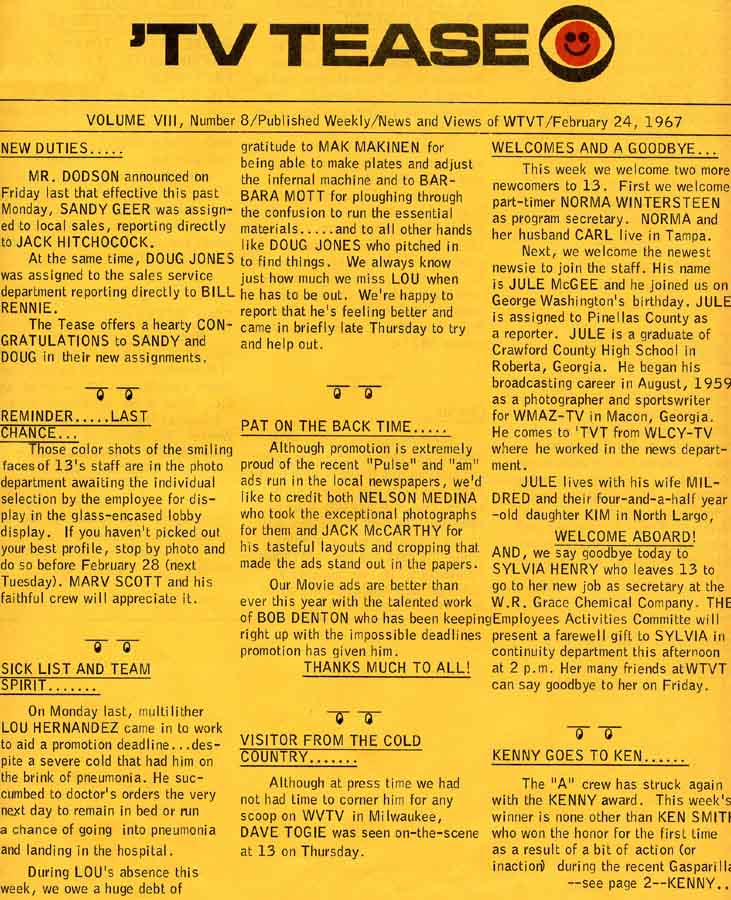 'TV TEASE
VOLUME VIII, Number 8/Published Weekly/News and Views of WTVT/February 24, 1967
NEW DUTIES.....
MR. DODSON announced on
Friday last that effective this past
Monday, SANDY GEER was assign-
ed to local sales, reporting directly
to JACK HITCHOCOCK.
At the same time, DOUG JONES
was assigned to the sales service
department reporting directly to BILL
RENNIE.
The Tease offers a hearty CON-
GRATULATIONS to SANDY and
DOUG in their new assignments.
REMINDER.....LAST
CHANCE...
Those color shots of the smiling
faces of 13's staff are in the photo
department awaiting the individual
selection by the employee for dis-
play in the glass-encased lobby
display. If you haven't picked out
your best profile, stop by photo and
do so before February 28 (next
Tuesday). MARV SCOTT and his
faithful crew will appreciate it.
SICK LIST AND TEAM
SPIRIT.......
On Monday last, multilither
LOU HERNANDEZ came in to work
to aid a promotion deadline...des-
pite a severe cold that had him on
the brink of pneumonia. He suc-
cumbed to doctor's orders the very
next day to remain in bed or run
a chance of going into pneumonia
and landing in the hospital.
During LOU'S absence this
week, we owe a huge debt of
gratitude to MAK MAKINEN for
being able to make plates and adjust
the infernal machine and to BAR-
BARA MOTT for ploughing through
the confusion to run the essential
materials.....and to all other hands
like DOUG JONES who pitched in
to find things. We always know
just how much we miss LOU when
he has to be out. We're happy to
report that he's feeling better and
came in briefly late Thursday to try
and help out.
PAT ON THE BACK TIME.....
Although promotion is extremely
proud of the recent "Pulse" and "am"
ads run in the local newspapers, we'd
like to credit both NELSON MEDINA
who took the exceptional photographs
for them and JACK McCARTHY for
his tasteful layouts and cropping that
made the ads stand out in the papers.
Our Movie ads are better than
ever this year with the talented work
of BOB DENTON who has been keeping
right up with the impossible deadlines
promotion has given him.
THANKS MUCH TO ALL!
VISITOR FROM THE COLD
COUNTRY.......
Although at press time we had
not had time to corner him for any
scoop on WVTV in Milwaukee,
DAVE TOGIE was seen on-the-scene
at 13 on Thursday.
WELCOMES AND A GOODBYE...
This week we welcome two more
newcomers to 13. First we welcome
part-timer NORMA WINTERSTEEN
as program secretary. NORMA and
her husband CARL live in Tampa.
Next, we welcome the newest
newsie to join the staff. His name
is JULE McGEE and he joined us on
George Washington's birthday. JULE
is assigned to Pinellas County as
a reporter. JULE is a graduate of
Crawford County High School in
Roberta, Georgia. He began his
broadcasting career in August, 1959
as a photographer and sportswriter
for WMAZ-TV in Macon, Georgia.
He comes to 'TVT from WLCY-TV
where he worked in the news depart-
ment.
JULE lives with his wife MIL-
DRED and their four-and-a-half year
-old daughter KIM in North Largo,
WELCOME ABOARD!
AND, we say goodbye today to
SYLVIA HENRY who leaves 13 to
go to her new job as secretary at the
W.R. Grace Chemical Company. THE
Employees Activities Committe will
present a farewell gift to SYLVIA in
continuity department this afternoon
at 2 p.m. Her many friends at WTVT
can say goodbye to her on Friday.
KENNY GOES TO KEN......
The "A" crew has struck again
with the KENNY award. This week's
winner is none other than KEN SMITH
who won the honor for the first time
as a result of a bit of action (or
inaction) during the recent Gasparilla
--see page 2--KENNY..